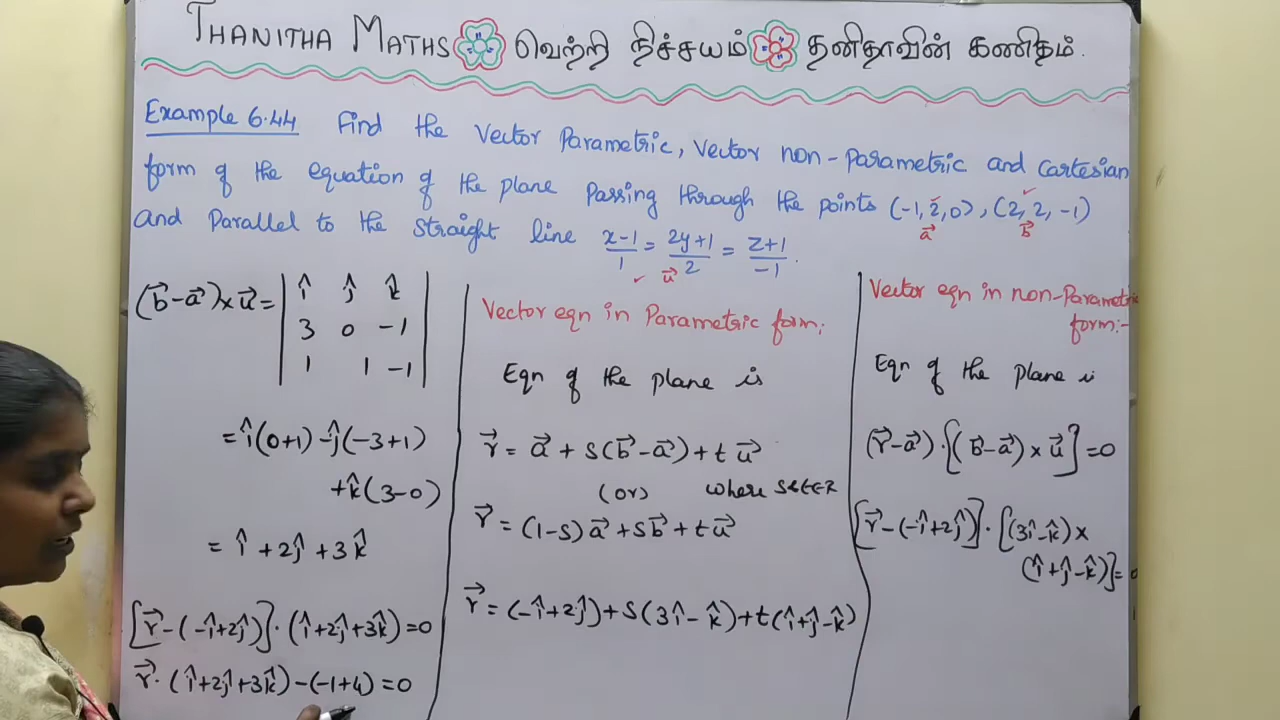 THANITHA MATHS வெற்றி நிச்சயம் தனிதாவின் கணிதம்.
Example 6.44 Find the Vector Parametric, Vector non-Parametric and Cartesian
form of the equation of the plane Passing through the points (-1, 2, 0), (2, 2, -1)
a⃗ b⃗
and Parallel to the straight line (x-1)/1 = (2y+1)/2 = (z+1)/-1.
u⃗
(b⃗-a⃗)×u⃗ = | î ĵ k̂ |
| 3 0 -1 |
| 1 1 -1 |
= î(0+1) -ĵ(-3+1)
+k̂(3-0)
= î+2ĵ+3k̂
[r⃗-(-î+2ĵ)]·(î+2ĵ+3k̂)=0
r⃗·(î+2ĵ+3k̂)-(-1+4)=0
Vector eqn in Parametric form:
Eqn of the plane is
r⃗ = a⃗ + s(b⃗-a⃗)+t u⃗
(or) where s,t∈R
r⃗ = (1-s)a⃗+sb⃗+tu⃗
r⃗ = (-î+2ĵ)+s(3î-k̂)+t(î+ĵ-k̂)
Vector eqn in non-Parametric
form:-
Eqn of the plane is
(r⃗-a⃗)·[(b⃗-a⃗)×u⃗]=0
[r⃗-(-î+2ĵ)]·[(3î-k̂)×
(î+ĵ-k̂)]=0